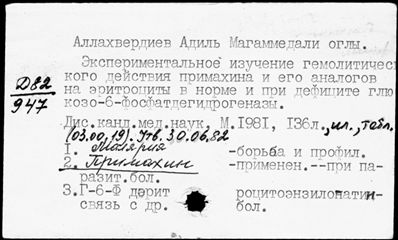 Аллахвердиев Адиль Магаммедали оглы.
Экспериментальное изучение гемолитичес
кого действия примахина и его аналогов
Д82
947
на эритроциты в норме и при дефиците глю
козо-6-фосфатдегидрогеназы.
Дис.канд.мед.наук, М.1981, 136л., ил., табл.
(03.00.19). Утв. 30.06.82
1. Малярия -борьба и профил.
2. Примахин -применен.--при па-
разит.бол.
3.Г-6-Ф роцитоэнзилопатии-
связь с др. бол.